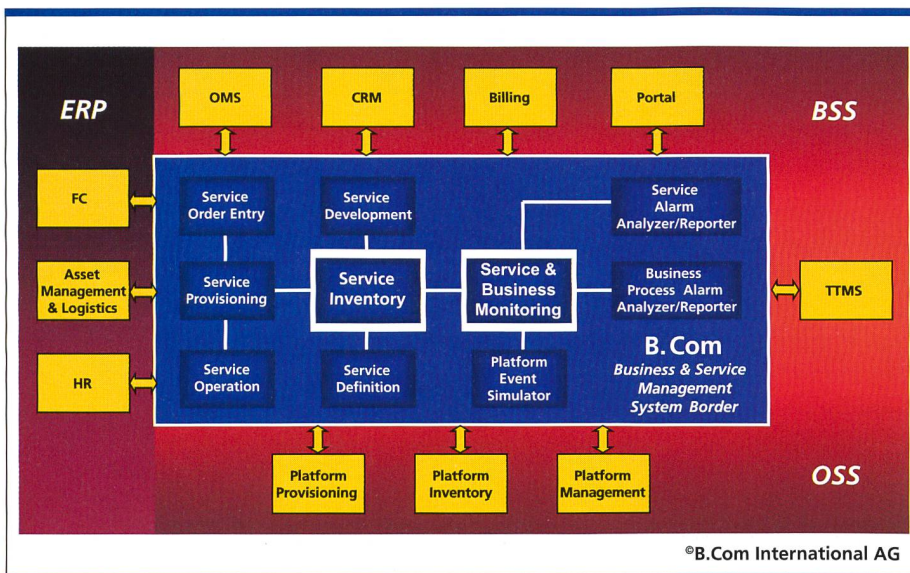 ERP
OMS
CRM
Billing
Portal
BSS
FC
Asset
Management
& Logistics
HR
Service
Order Entry
Service
Development
Service
Alarm
Analyzer/Reporter
Service
Provisioning
Service
Inventory
Service &
Business
Monitoring
Business
Process Alarm
Analyzer/Reporter
TTMS
Service
Operation
Service
Definition
Platform
Event
Simulator
B.Com
Business & Service
Management
System Border
Platform
Provisioning
Platform
Inventory
Platform
Management
OSS
©B.Com International AG